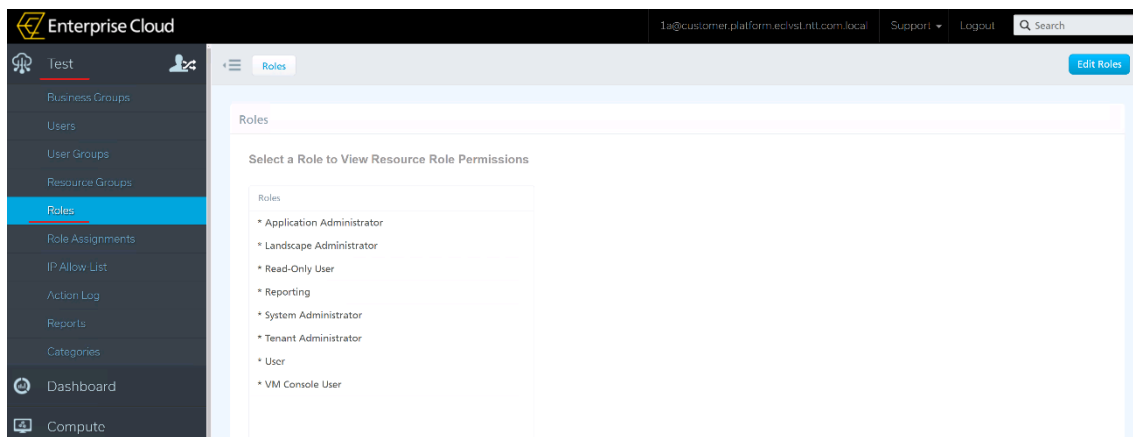 Enterprise Cloud
1a@customer.platform.eclvst.ntt.com.local
Support
Logout
Search
Test
Roles
Edit Roles
Business Groups
Users
User Groups
Resource Groups
Roles
Role Assignments
IP Allow List
Action Log
Reports
Categories
Dashboard
Compute
Roles
Select a Role to View Resource Role Permissions
Roles
* Application Administrator
* Landscape Administrator
* Read-Only User
* Reporting
* System Administrator
* Tenant Administrator
* User
* VM Console User